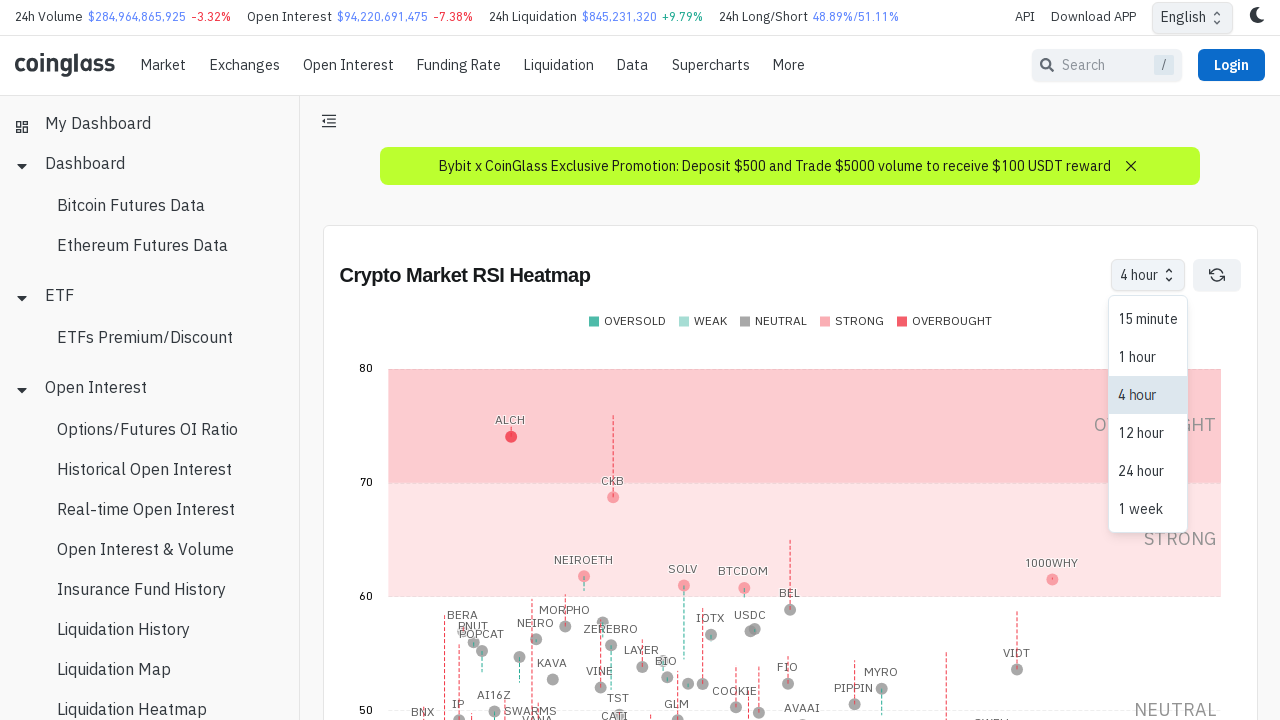 24h Volume $284,964,865,925 -3.32% Open Interest $94,220,691,475 -7.38% 24h Liquidation $845,231,320 +9.79% 24h Long/Short 48.89%/51.11% API Download APP English
coinglass Market Exchanges Open Interest Funding Rate Liquidation Data Supercharts More Search / Login
My Dashboard
Dashboard
Bitcoin Futures Data
Ethereum Futures Data
ETF
ETFs Premium/Discount
Open Interest
Options/Futures OI Ratio
Historical Open Interest
Real-time Open Interest
Open Interest & Volume
Insurance Fund History
Liquidation History
Liquidation Map
Liquidation Heatmap
Bybit x CoinGlass Exclusive Promotion: Deposit $500 and Trade $5000 volume to receive $100 USDT reward
Crypto Market RSI Heatmap
4 hour
15 minute
1 hour
4 hour
12 hour
24 hour
1 week
OVERSOLD WEAK NEUTRAL STRONG OVERBOUGHT
80
ALCH
70
CKB
STRONG
NEIROETH SOLV BTCDOM 1000WHY
60
BEL
BERA MORPHO
NEIRO IOTX USDC
POPCAT ZEREBRO
LAYER
KAVA VINE BIO FIO VIDT
AI16Z TST COOKIE PIPPIN MYRO
IP GLM
50
BNX SWARMS CATI AVAAI
NEUTRAL